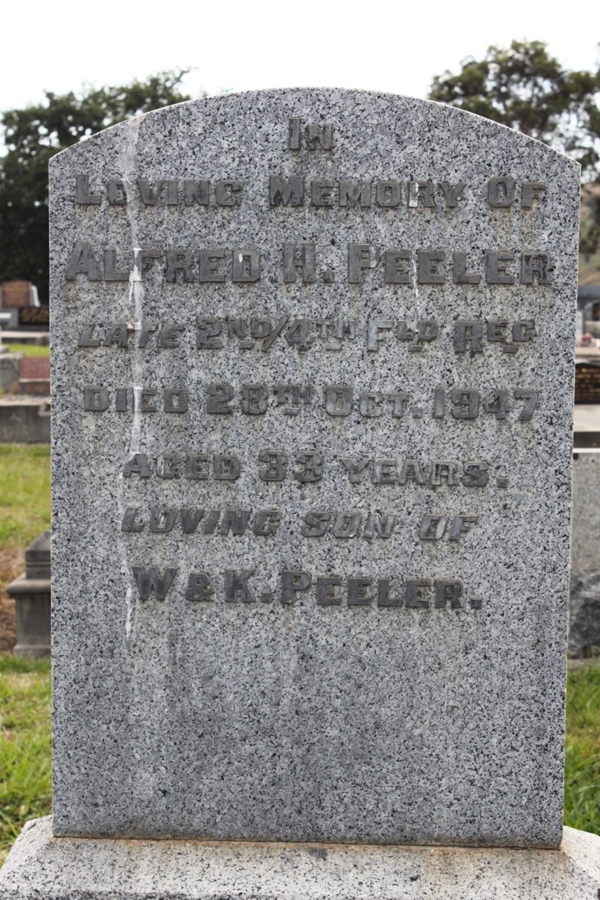 IN
LOVING MEMORY OF
ALFRED H. PEELER
LATE 2ND/4TH FLD REG
DIED 28TH OCT. 1947
AGED 33 YEARS.
LOVING SON OF
W & K. PEELER.